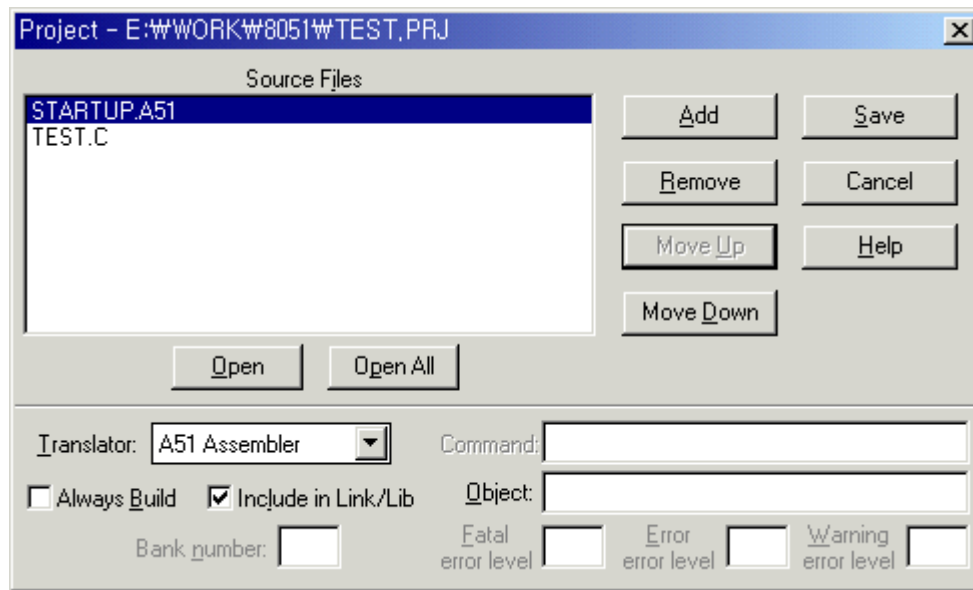 Project - E:₩WORK₩8051₩TEST.PRJ
Source Files
STARTUP.A51
TEST.C
Add
Save
Remove
Cancel
Move Up
Help
Move Down
Open
Open All
Translator:
A51 Assembler
Command:
Always Build
Include in Link/Lib
Object:
Bank number:
Fatal
error level
Error
error level
Warning
error level